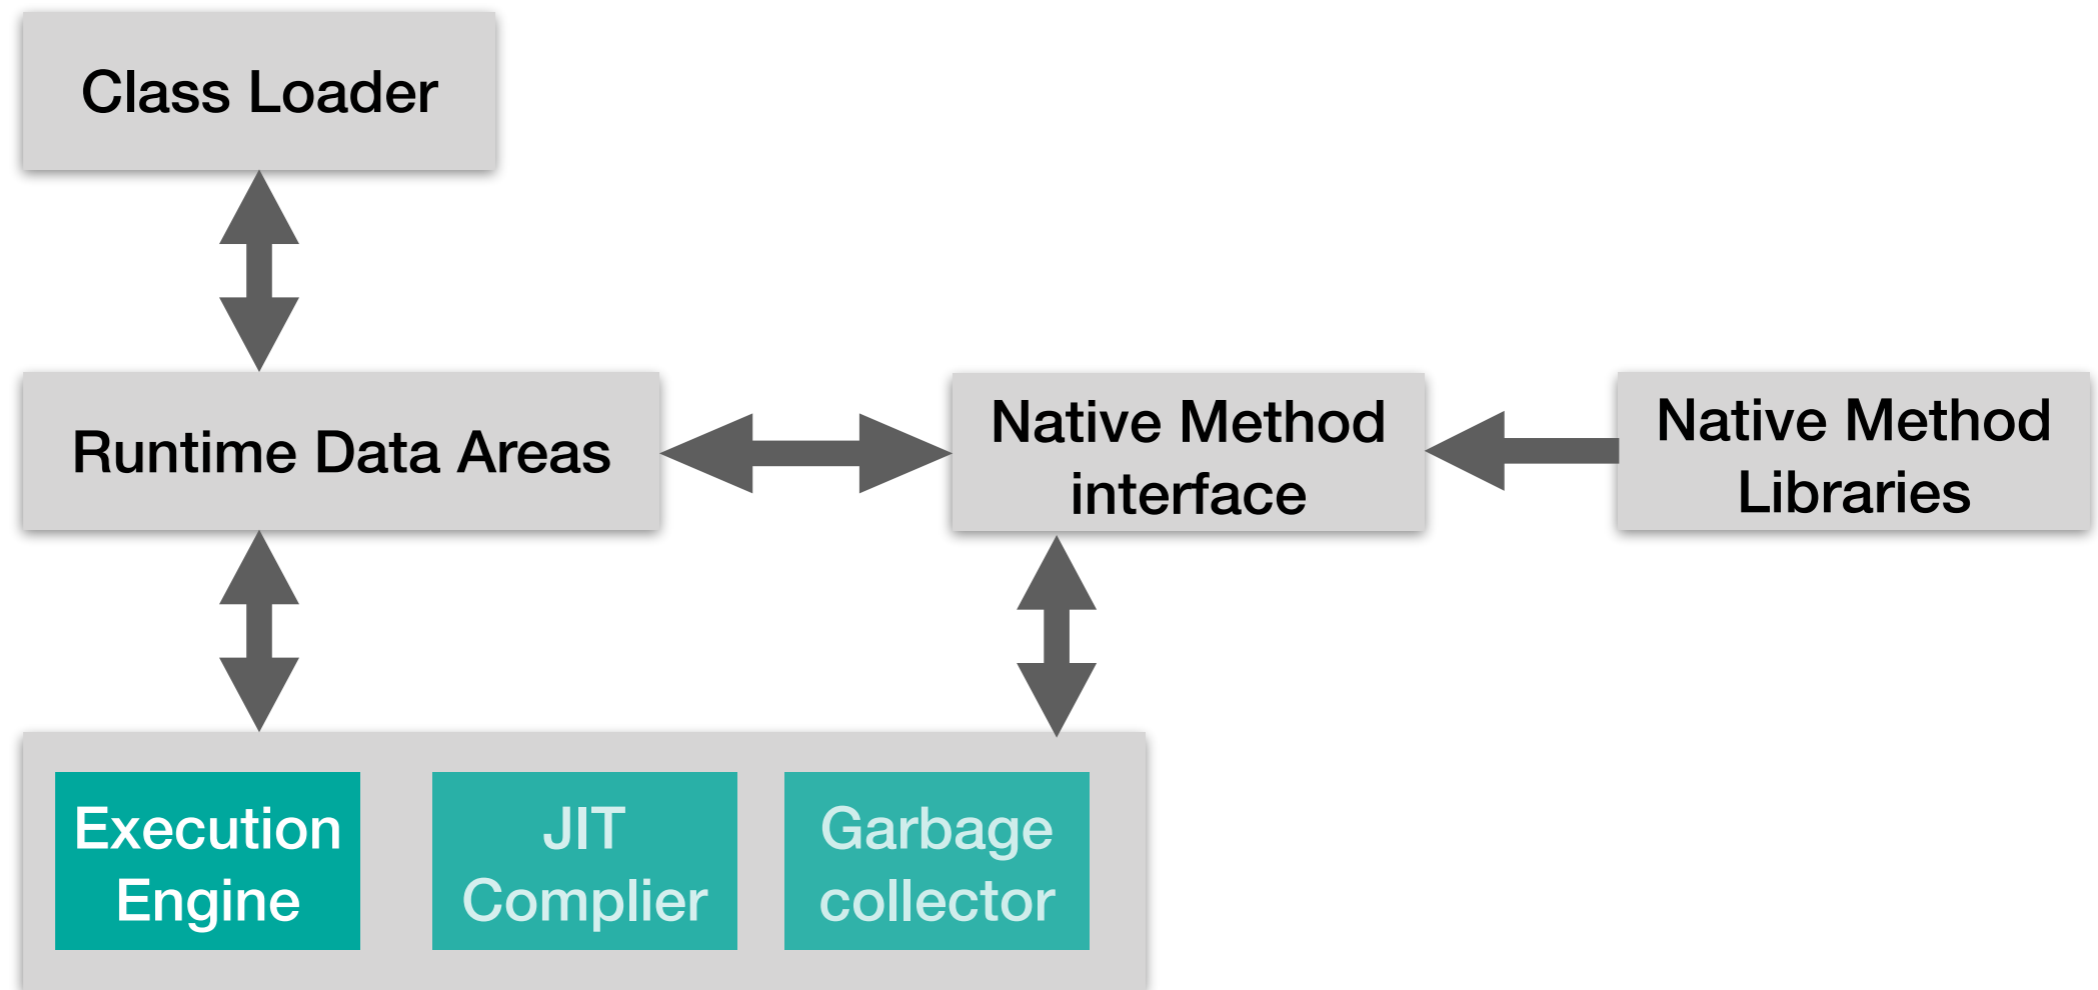 Class Loader
Runtime Data Areas
Native Method
interface
Native Method
Libraries
Execution
Engine
JIT
Complier
Garbage
collector